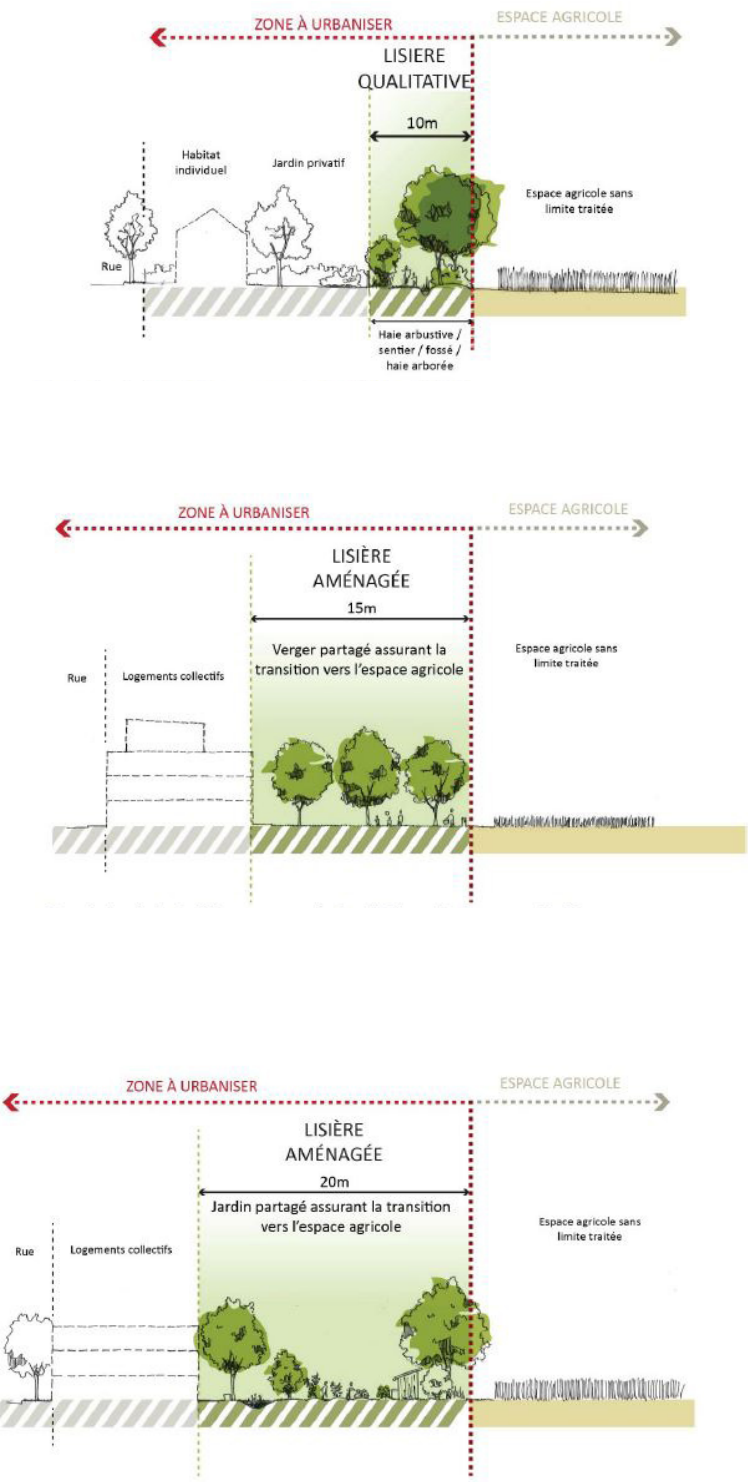 ZONE À URBANISER
ESPACE AGRICOLE
LISIERE
QUALITATIVE
10m
Habitat
individuel
Jardin privatif
Espace agricole sans
limite traitée
Rue
Haie arbustive /
sentier / fossé /
haie arborée
ZONE À URBANISER
ESPACE AGRICOLE
LISIÈRE
AMÉNAGÉE
15m
Verger partagé assurant la
transition vers l'espace agricole
Espace agricole sans
limite traitée
Rue
Logements collectifs
ZONE À URBANISER
ESPACE AGRICOLE
LISIÈRE
AMÉNAGÉE
20m
Jardin partagé assurant la transition
vers l'espace agricole
Espace agricole sans
limite traitée
Rue
Logements collectifs